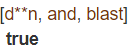 [d**n, and, blast]
true